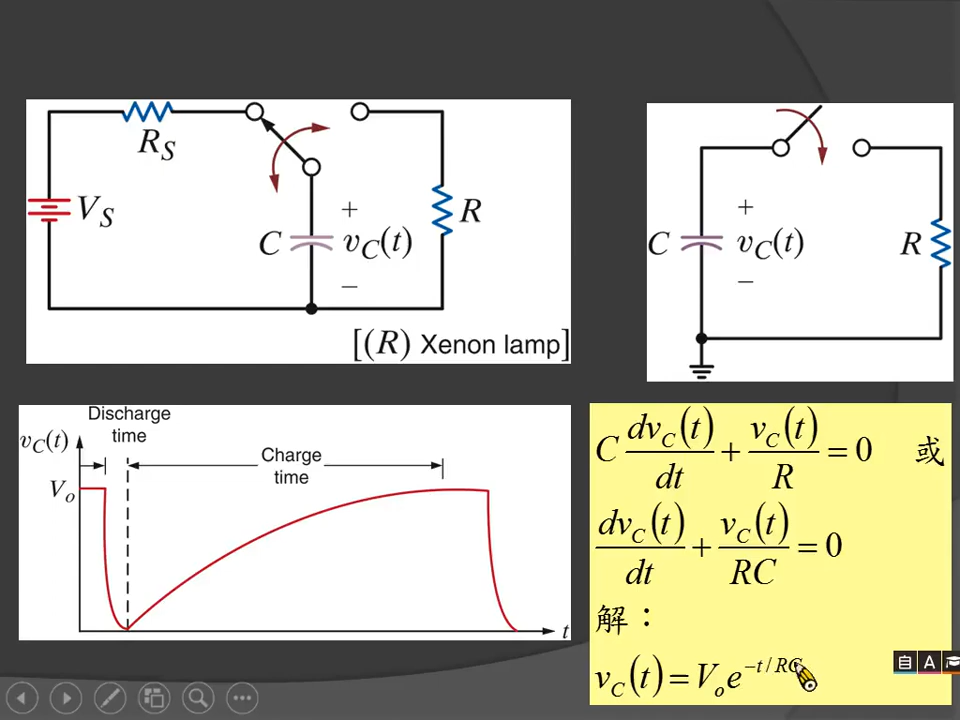 R_S
V_S
C
+
v_C(t)
−
R
[(R) Xenon lamp]
C
+
v_C(t)
−
R
v_C(t)
V_o
Discharge
time
Charge
time
t
C dv_C(t)/dt + v_C(t)/R = 0 或
dv_C(t)/dt + v_C(t)/RC = 0
解：
v_C(t) = V_o e^{−t/RC}
自 A